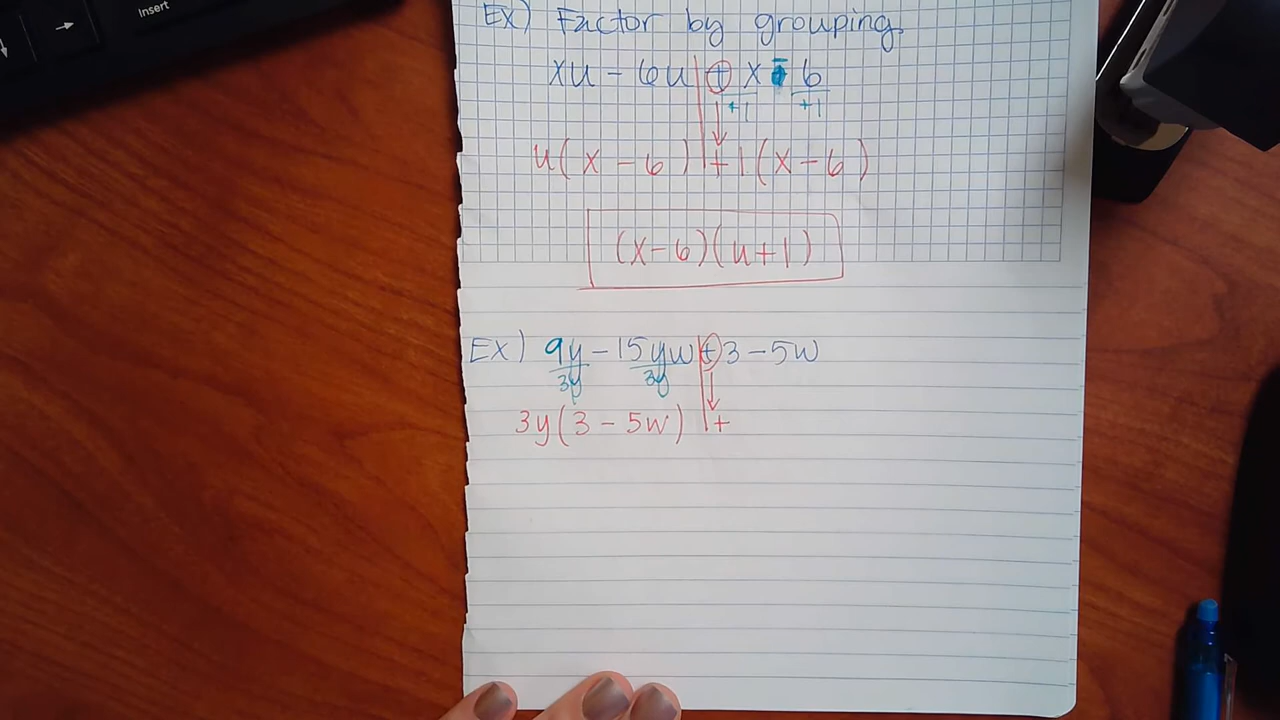 Insert
→
Ex) Factor by grouping.
xu - 6u + x - 6
+1 +1
u(x - 6) + 1(x - 6)
(x-6)(u+1)
Ex) 9y - 15yw + 3 - 5w
3y 3y
3y(3 - 5w) +